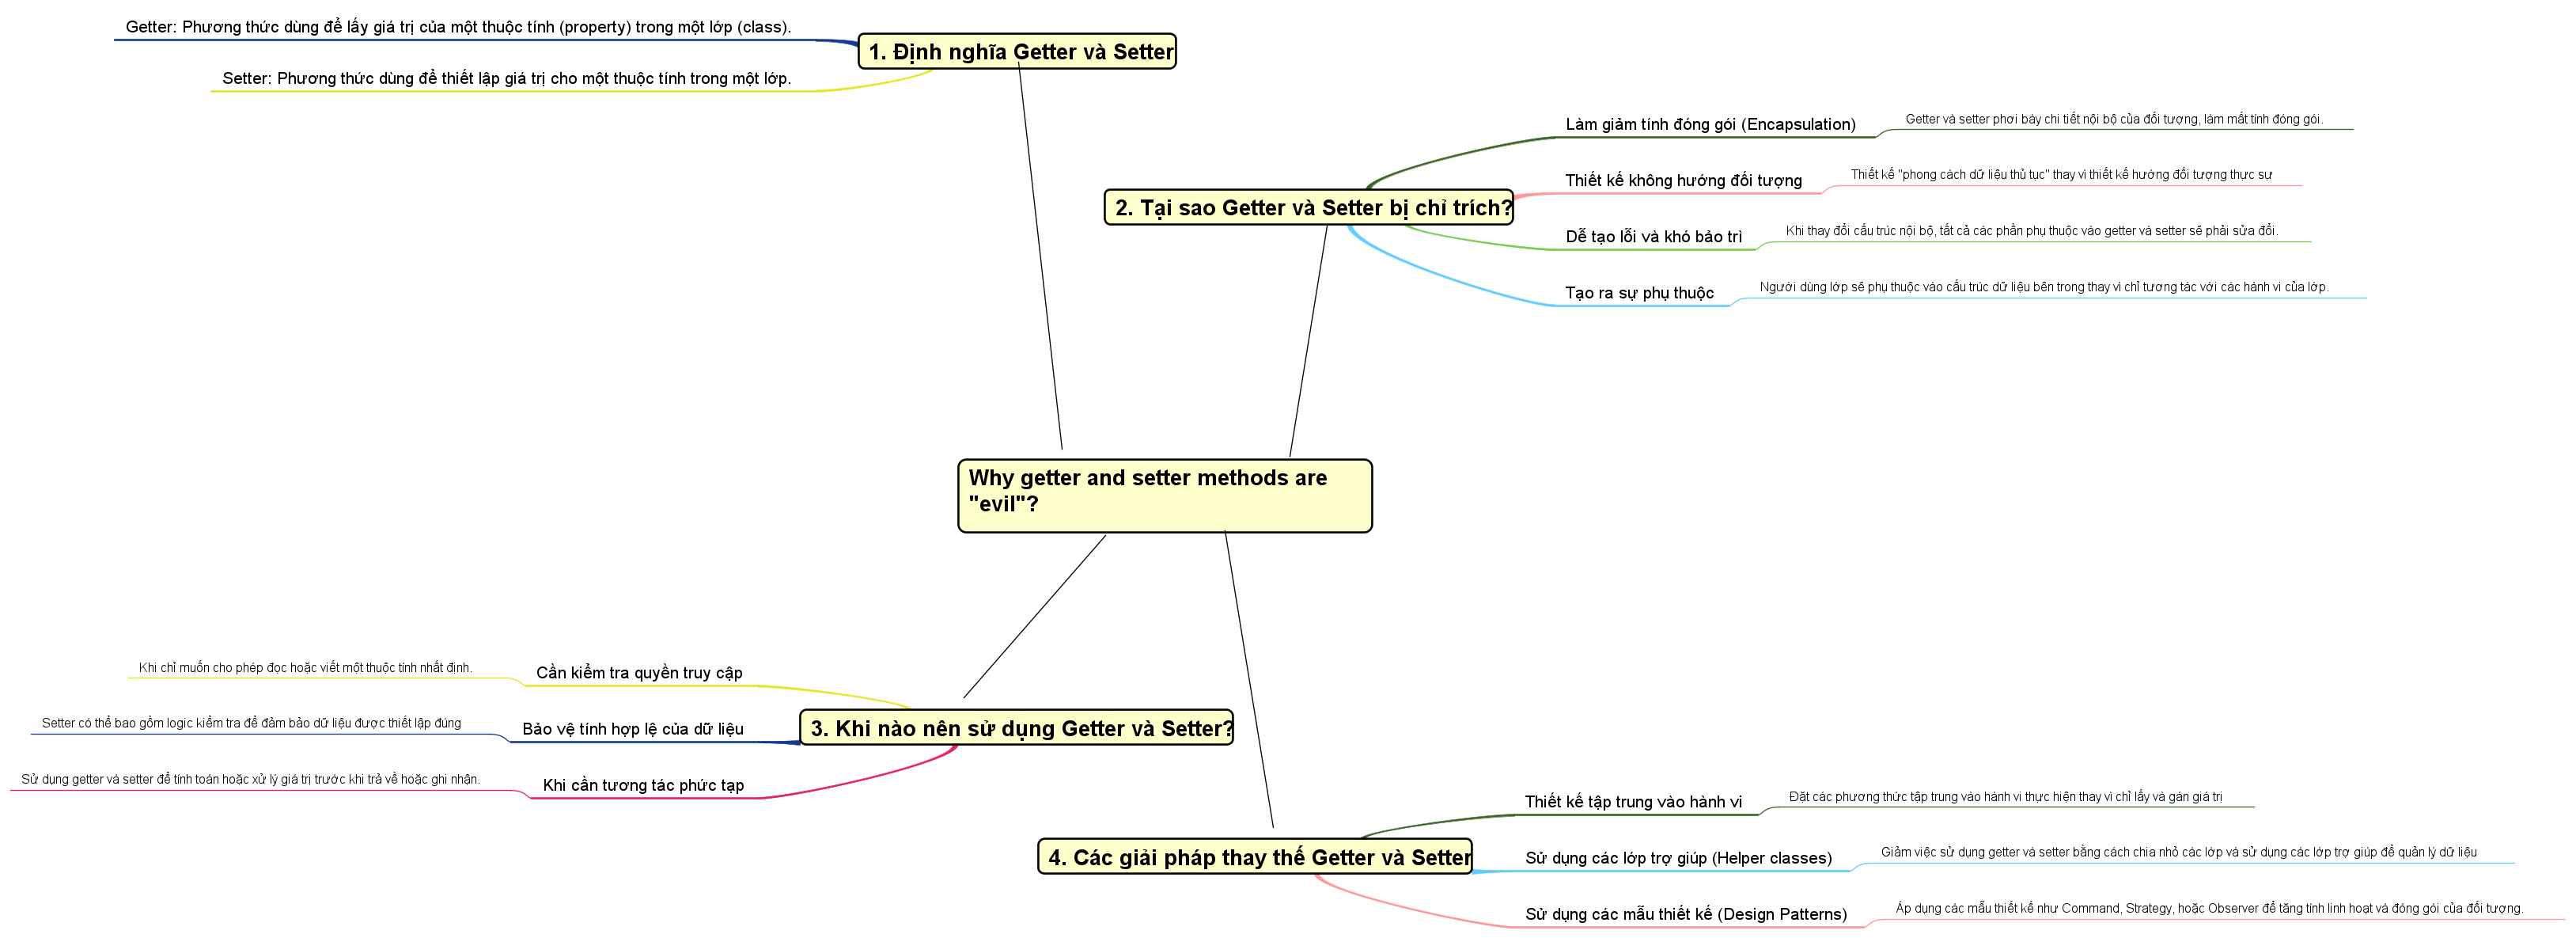 Getter: Phương thức dùng để lấy giá trị của một thuộc tính (property) trong một lớp (class).
1. Định nghĩa Getter và Setter
Setter: Phương thức dùng để thiết lập giá trị cho một thuộc tính trong một lớp.
2. Tại sao Getter và Setter bị chỉ trích?
Làm giảm tính đóng gói (Encapsulation)
Getter và setter phơi bày chi tiết nội bộ của đối tượng, làm mất tính đóng gói.
Thiết kế không hướng đối tượng
Thiết kế "phong cách dữ liệu thủ tục" thay vì thiết kế hướng đối tượng thực sự
Dễ tạo lỗi và khó bảo trì
Khi thay đổi cấu trúc nội bộ, tất cả các phần phụ thuộc vào getter và setter sẽ phải sửa đổi.
Tạo ra sự phụ thuộc
Người dùng lớp sẽ phụ thuộc vào cấu trúc dữ liệu bên trong thay vì chỉ tương tác với các hành vi của lớp.
Why getter and setter methods are
"evil"?
3. Khi nào nên sử dụng Getter và Setter?
Cần kiểm tra quyền truy cập
Khi chỉ muốn cho phép đọc hoặc viết một thuộc tính nhất định.
Bảo vệ tính hợp lệ của dữ liệu
Setter có thể bao gồm logic kiểm tra để đảm bảo dữ liệu được thiết lập đúng
Khi cần tương tác phức tạp
Sử dụng getter và setter để tính toán hoặc xử lý giá trị trước khi trả về hoặc ghi nhận.
4. Các giải pháp thay thế Getter và Setter
Thiết kế tập trung vào hành vi
Đặt các phương thức tập trung vào hành vi thực hiện thay vì chỉ lấy và gán giá trị
Sử dụng các lớp trợ giúp (Helper classes)
Giảm việc sử dụng getter và setter bằng cách chia nhỏ các lớp và sử dụng các lớp trợ giúp để quản lý dữ liệu
Sử dụng các mẫu thiết kế (Design Patterns)
Áp dụng các mẫu thiết kế như Command, Strategy, hoặc Observer để tăng tính linh hoạt và đóng gói của đối tượng.